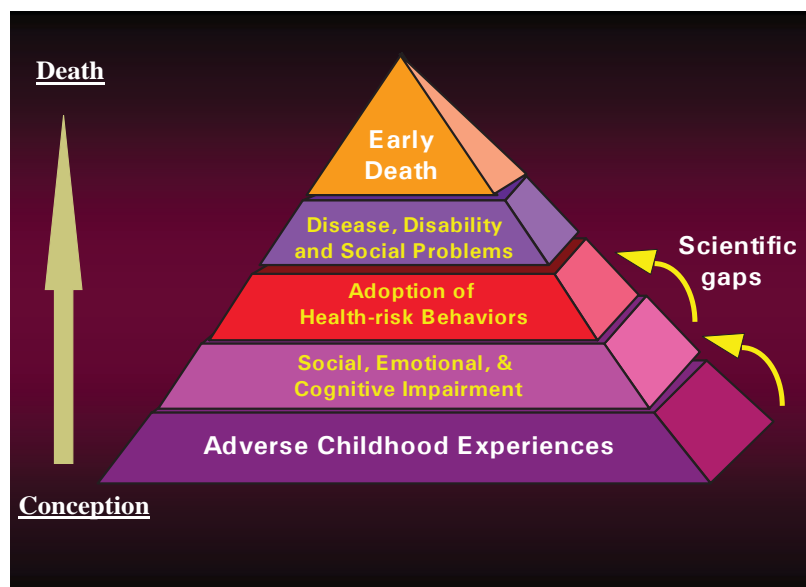 Death
Early
Death
Disease, Disability
and Social Problems
Scientific
gaps
Adoption of
Health-risk Behaviors
Social, Emotional, &
Cognitive Impairment
Adverse Childhood Experiences
Conception